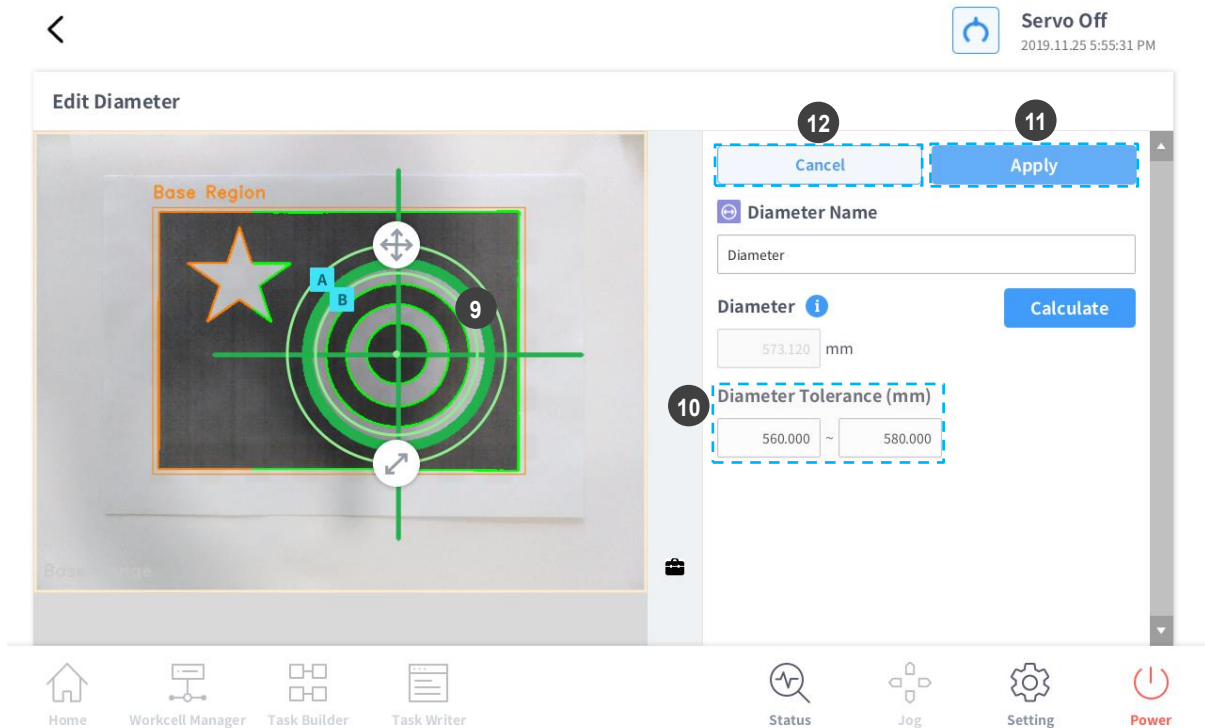 Servo Off
2019.11.25 5:55:31 PM
Edit Diameter
12
11
Cancel
Apply
Base Region
Diameter Name
Diameter
A
B
9
Diameter
i
Calculate
573.120 mm
10
Diameter Tolerance (mm)
560.000 ~ 580.000
Base
Home
Workcell Manager
Task Builder
Task Writer
Status
Jog
Setting
Power